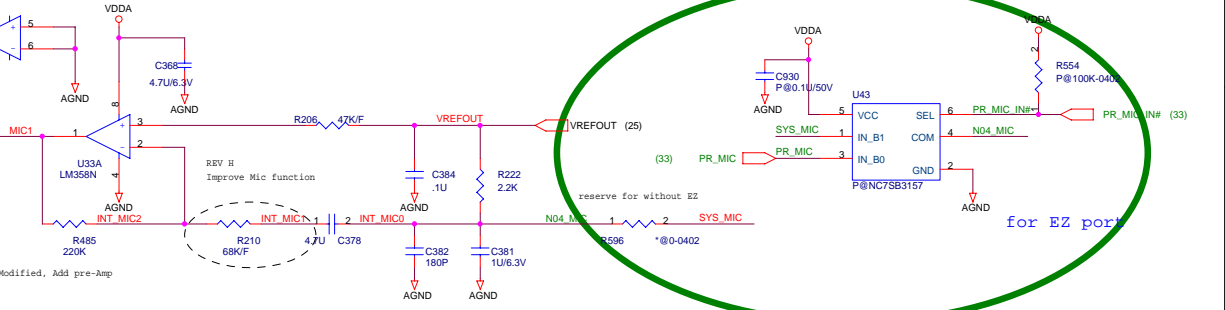 5
6
AGND
VDDA
C368
4.7U/6.3V
AGND
8
MIC1
1
3
2
U33A
LM358N
4
AGND
R206
47K/F
VREFOUT
VREFOUT (25)
REV H
Improve Mic function
C384
.1U
AGND
R222
2.2K
INT_MIC2
R485
220K
R210
68K/F
INT_MIC1
1
2
4.7U
C378
INT_MIC0
C382
180P
AGND
C381
1U/6.3V
AGND
Modified, Add pre-Amp
reserve for without EZ
N04_MIC
R596
1
2
*@0-0402
SYS_MIC
VDDA
C930
P@0.1U/50V
AGND
VDDA
2
R554
P@100K-0402
1
U43
5
VCC
SEL
6
PR_MIC_IN#
PR_MIC_IN# (33)
SYS_MIC
1
IN_B1
COM
4
N04_MIC
(33)
PR_MIC
PR_MIC
3
IN_B0
GND
2
P@NC7SB3157
AGND
for EZ port